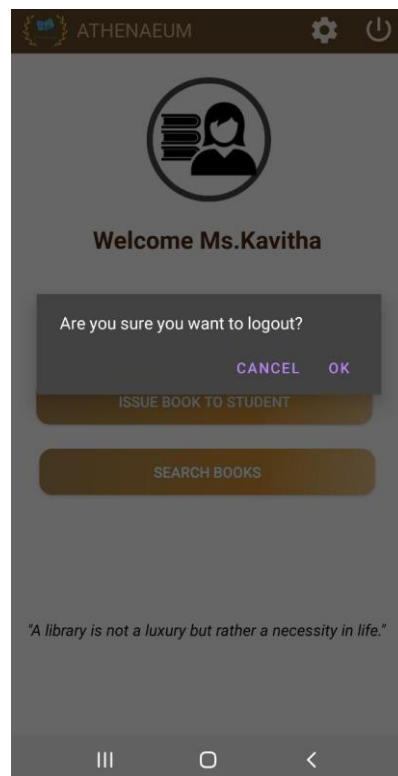 ATHENAEUM
Welcome Ms.Kavitha
Are you sure you want to logout?
CANCEL OK
ISSUE BOOK TO STUDENT
SEARCH BOOKS
"A library is not a luxury but rather a necessity in life."